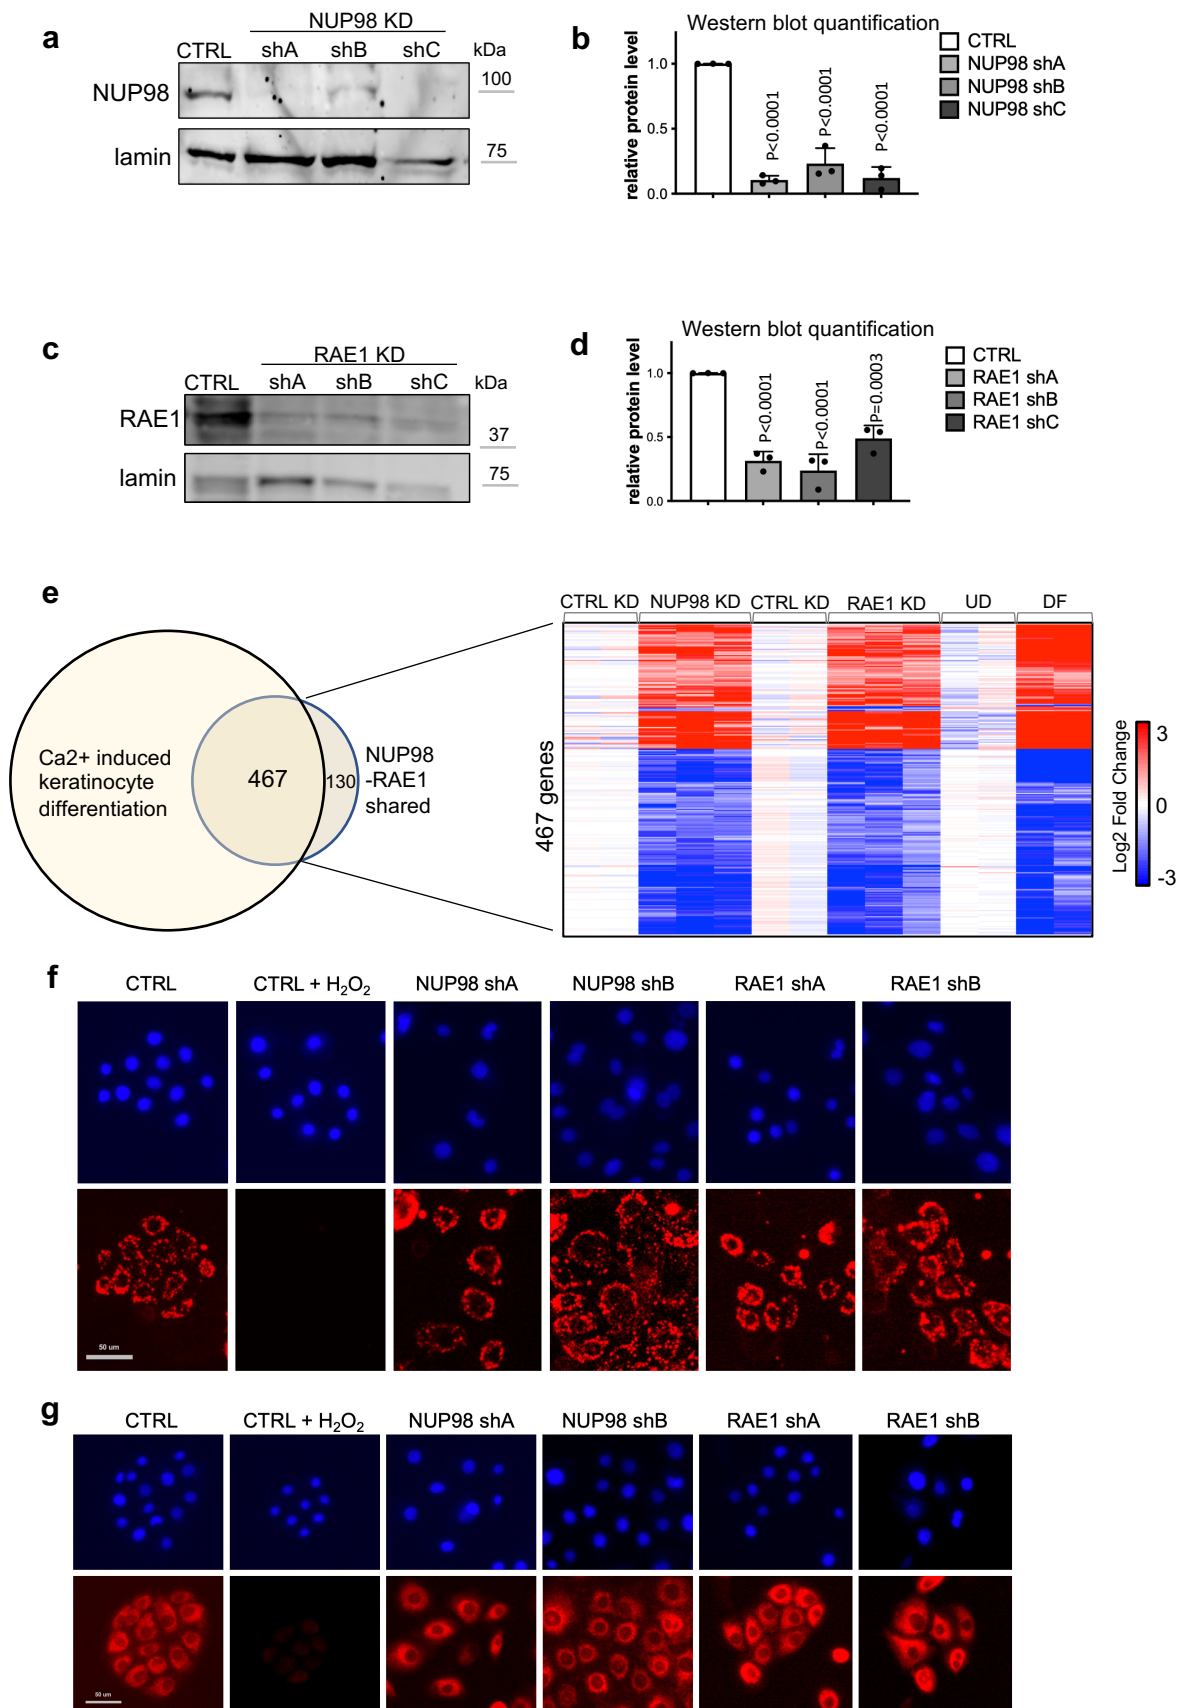 a
NUP98 KD
CTRL shA shB shC kDa
NUP98
100
lamin
75
b
Western blot quantification
relative protein level
1.0
0.5
0.0
P<0.0001
P<0.0001
P<0.0001
CTRL
NUP98 shA
NUP98 shB
NUP98 shC
c
RAE1 KD
CTRL shA shB shC kDa
RAE1
37
lamin
75
d
Western blot quantification
relative protein level
1.0
0.5
0.0
P<0.0001
P<0.0001
P=0.0003
CTRL
RAE1 shA
RAE1 shB
RAE1 shC
e
Ca2+ induced
keratinocyte
differentiation
467
130
NUP98
-RAE1
shared
CTRL KD NUP98 KD CTRL KD RAE1 KD UD DF
467 genes
Log2 Fold Change
3
0
-3
f
CTRL CTRL + H₂O₂ NUP98 shA NUP98 shB RAE1 shA RAE1 shB
50 um
g
CTRL CTRL + H₂O₂ NUP98 shA NUP98 shB RAE1 shA RAE1 shB
50 um